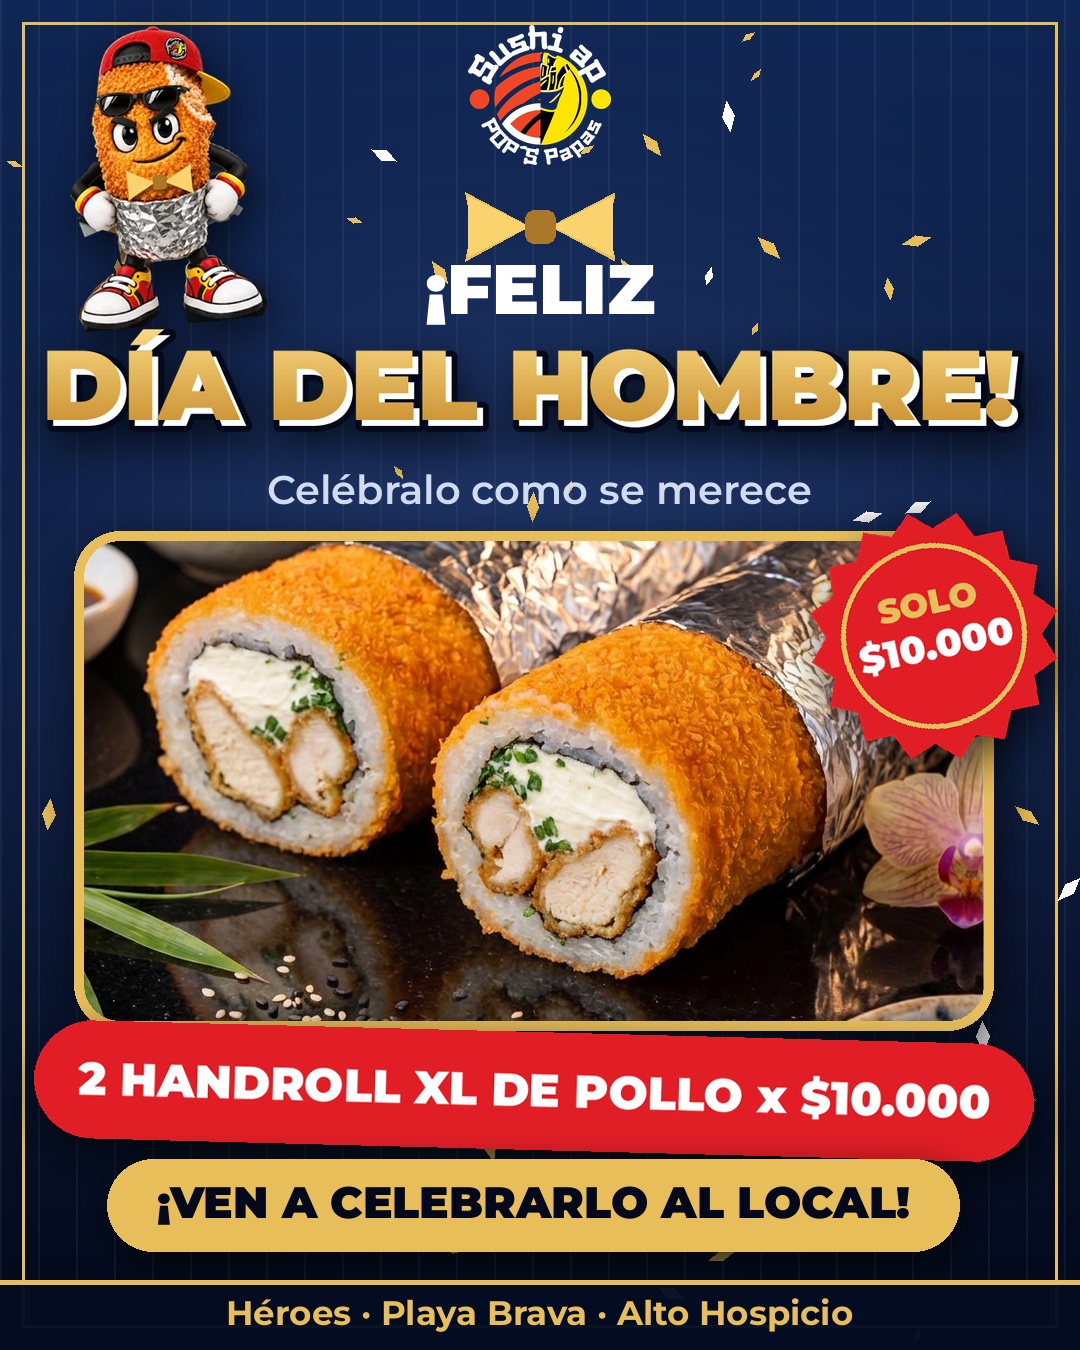 Sushi ap
POP'S Papas
¡FELIZ
DÍA DEL HOMBRE!
Celébralo como se merece
SOLO
$10.000
2 HANDROLL XL DE POLLO x $10.000
¡VEN A CELEBRARLO AL LOCAL!
Héroes · Playa Brava · Alto Hospicio